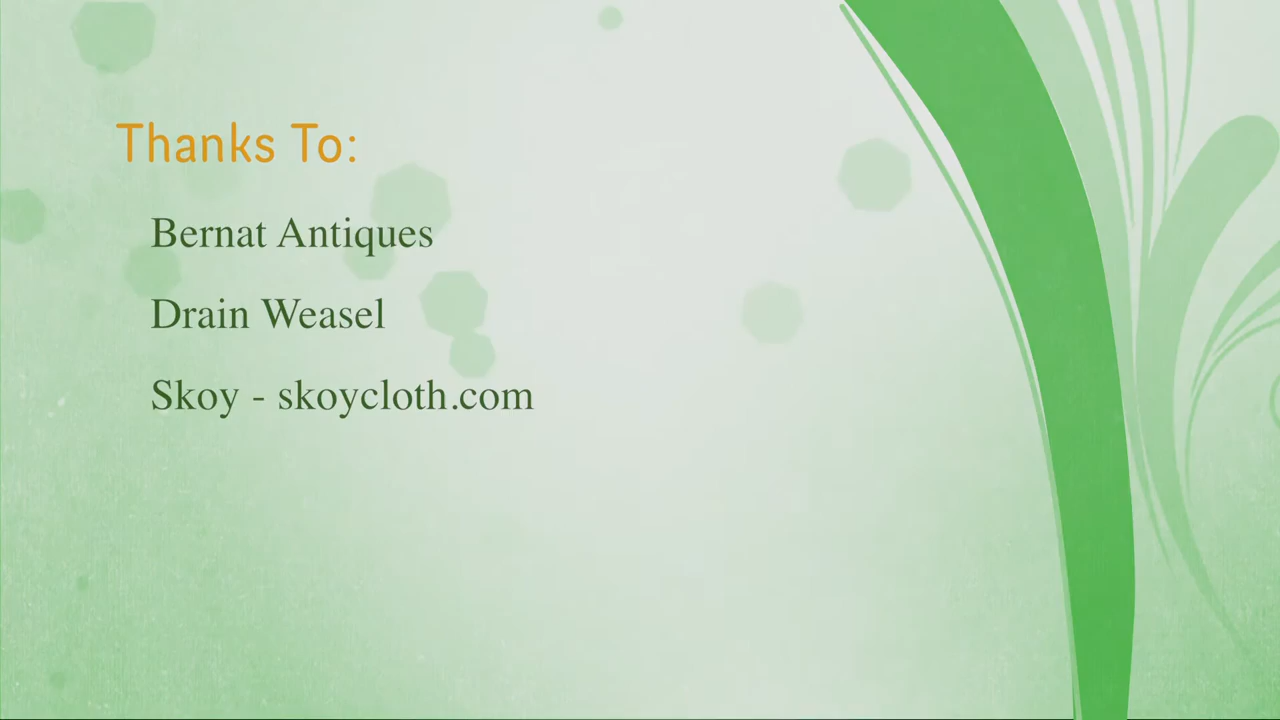 Thanks To:
Bernat Antiques
Drain Weasel
Skoy - skoycloth.com